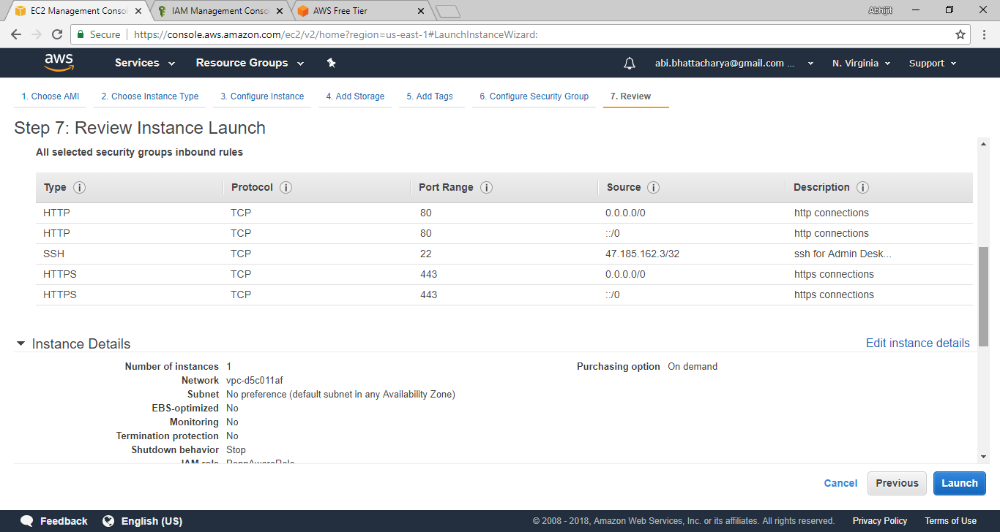 EC2 Management Consol
IAM Management Conso
AWS Free Tier
Abhijit
Secure
https://console.aws.amazon.com/ec2/v2/home?region=us-east-1#LaunchInstanceWizard:
aws
Services
Resource Groups
abi.bhattacharya@gmail.com ...
N. Virginia
Support
1. Choose AMI
2. Choose Instance Type
3. Configure Instance
4. Add Storage
5. Add Tags
6. Configure Security Group
7. Review
Step 7: Review Instance Launch
All selected security groups inbound rules
Type i Protocol i Port Range i Source i Description i
HTTP TCP 80 0.0.0.0/0 http connections
HTTP TCP 80 ::/0 http connections
SSH TCP 22 47.185.162.3/32 ssh for Admin Desk...
HTTPS TCP 443 0.0.0.0/0 https connections
HTTPS TCP 443 ::/0 https connections
Instance Details
Edit instance details
Number of instances 1
Purchasing option On demand
Network vpc-d5c011af
Subnet No preference (default subnet in any Availability Zone)
EBS-optimized No
Monitoring No
Termination protection No
Shutdown behavior Stop
IAM role
Cancel
Previous
Launch
Feedback
English (US)
© 2008 - 2018, Amazon Web Services, Inc. or its affiliates. All rights reserved.
Privacy Policy
Terms of Use